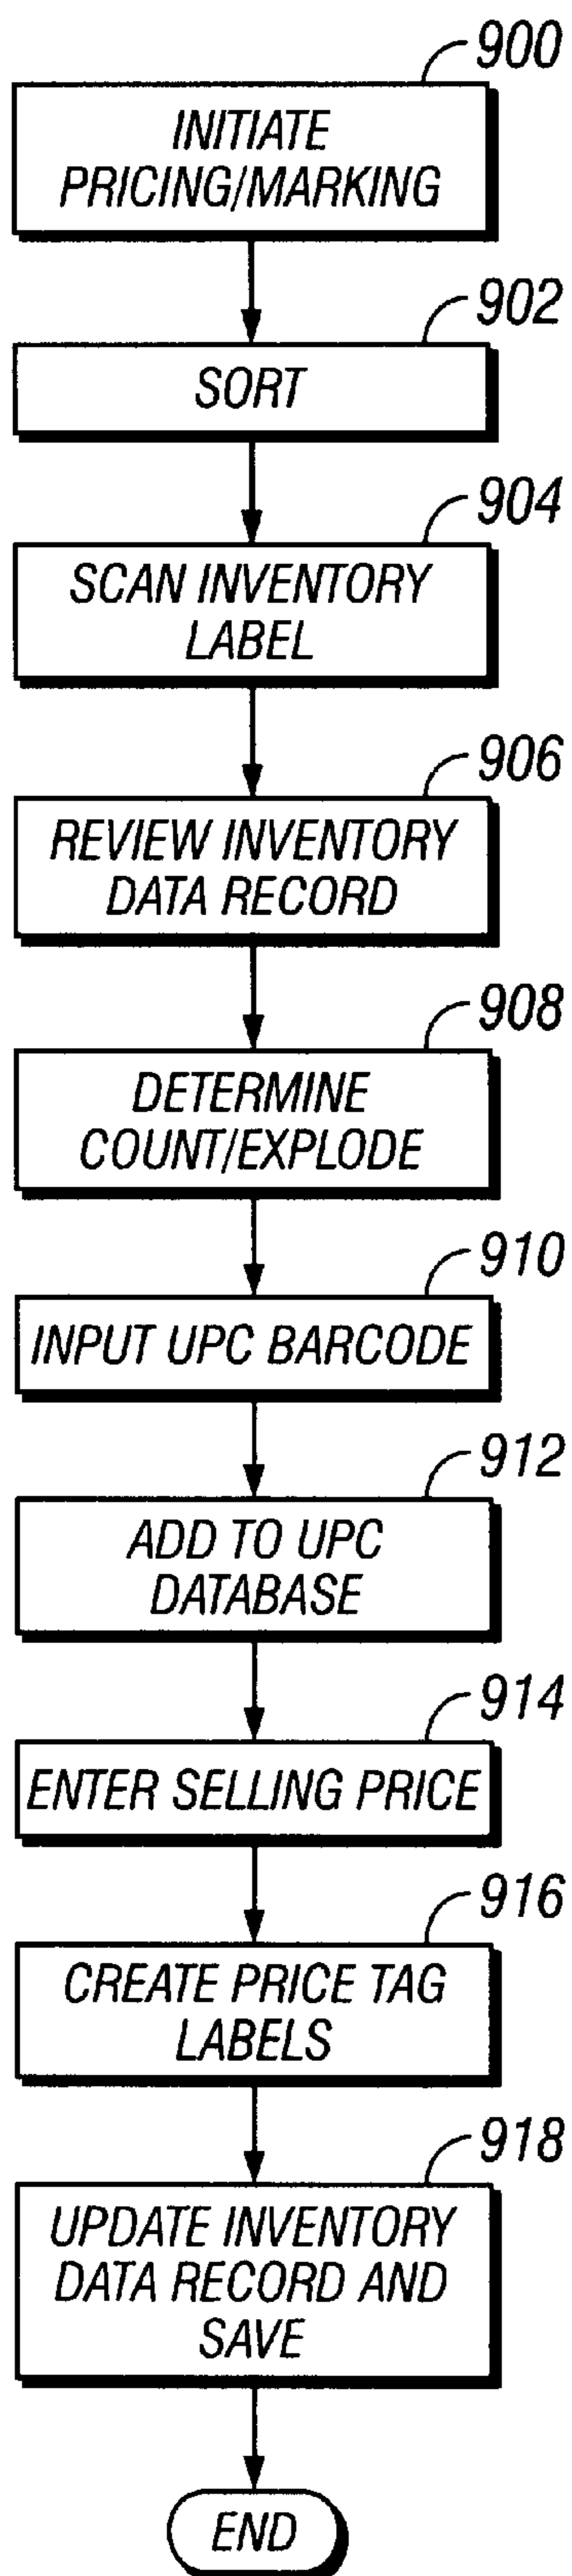 900
INITIATE
PRICING/MARKING
902
SORT
904
SCAN INVENTORY
LABEL
906
REVIEW INVENTORY
DATA RECORD
908
DETERMINE
COUNT/EXPLODE
910
INPUT UPC BARCODE
912
ADD TO UPC
DATABASE
914
ENTER SELLING PRICE
916
CREATE PRICE TAG
LABELS
918
UPDATE INVENTORY
DATA RECORD AND
SAVE
END